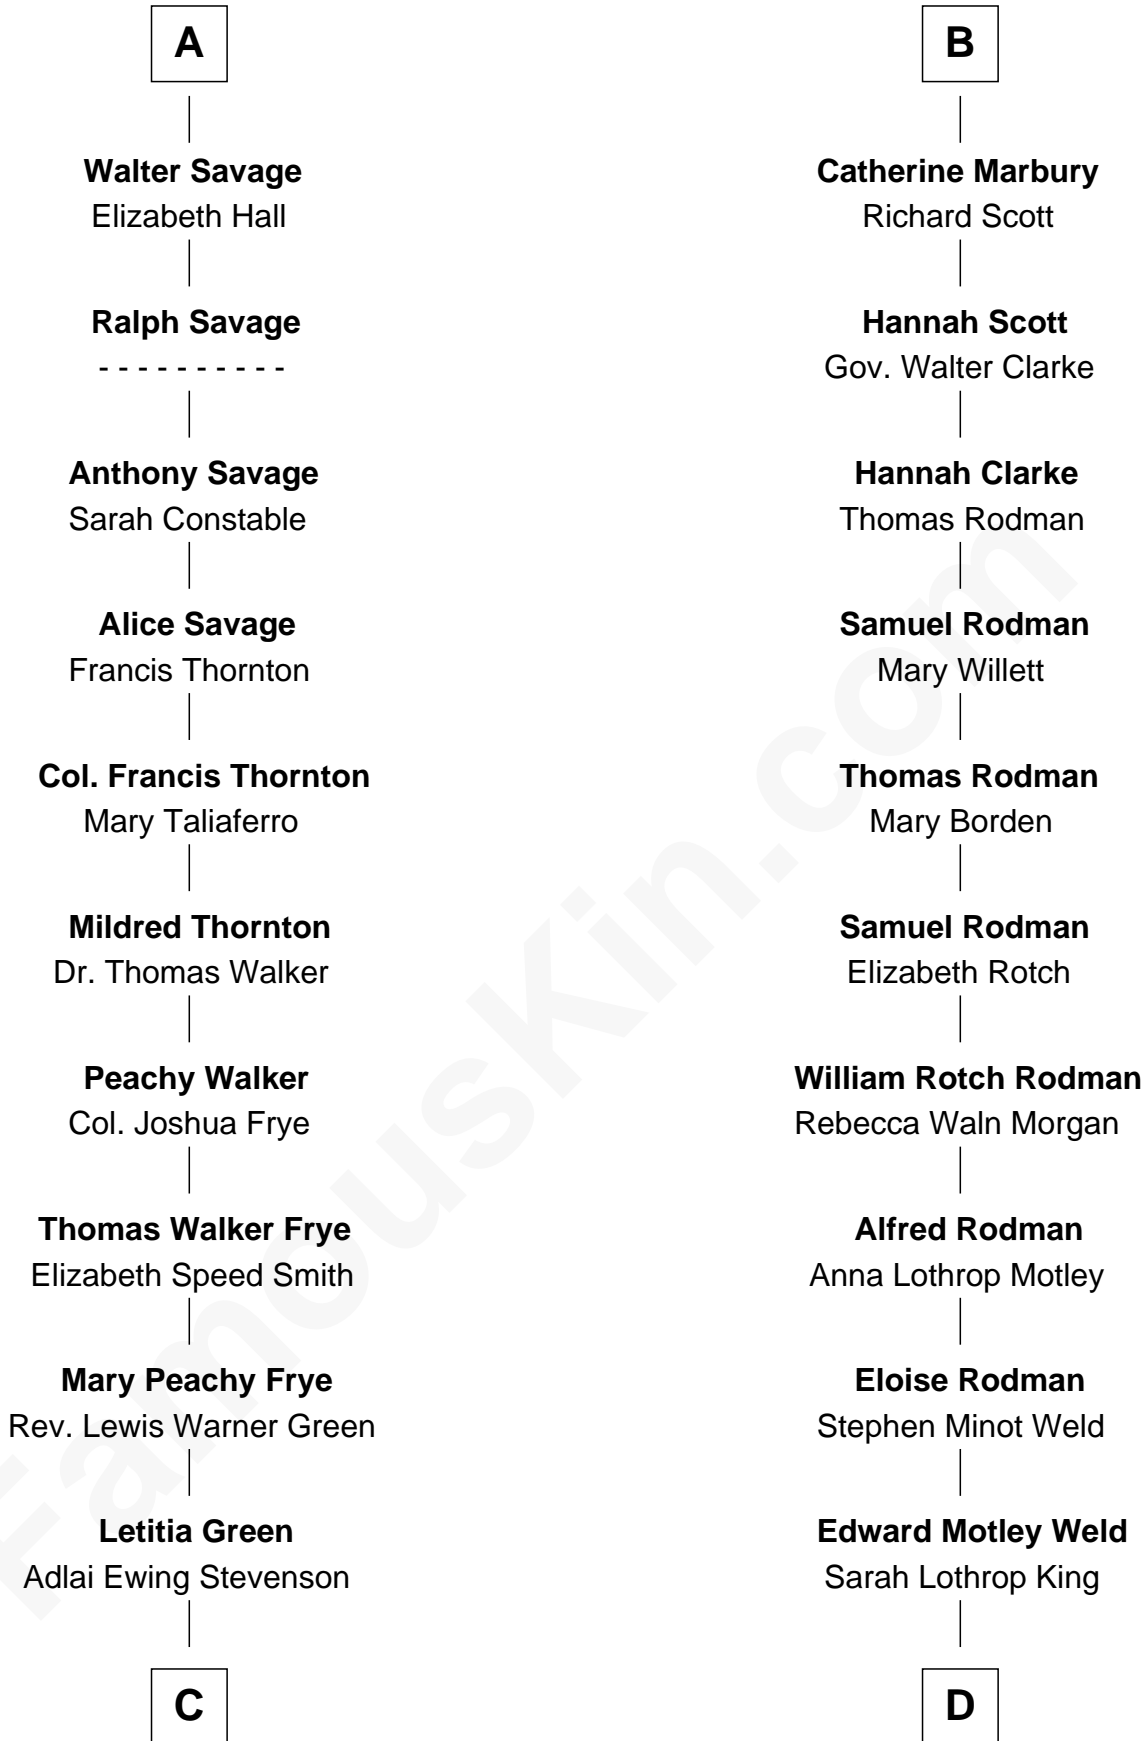 A
Walter Savage
Elizabeth Hall
Ralph Savage
- - - - - - - - - -
Anthony Savage
Sarah Constable
Alice Savage
Francis Thornton
Col. Francis Thornton
Mary Taliaferro
Mildred Thornton
Dr. Thomas Walker
Peachy Walker
Col. Joshua Frye
Thomas Walker Frye
Elizabeth Speed Smith
Mary Peachy Frye
Rev. Lewis Warner Green
Letitia Green
Adlai Ewing Stevenson
C
B
Catherine Marbury
Richard Scott
Hannah Scott
Gov. Walter Clarke
Hannah Clarke
Thomas Rodman
Samuel Rodman
Mary Willett
Thomas Rodman
Mary Borden
Samuel Rodman
Elizabeth Rotch
William Rotch Rodman
Rebecca Waln Morgan
Alfred Rodman
Anna Lothrop Motley
Eloise Rodman
Stephen Minot Weld
Edward Motley Weld
Sarah Lothrop King
D
FamousKin.com